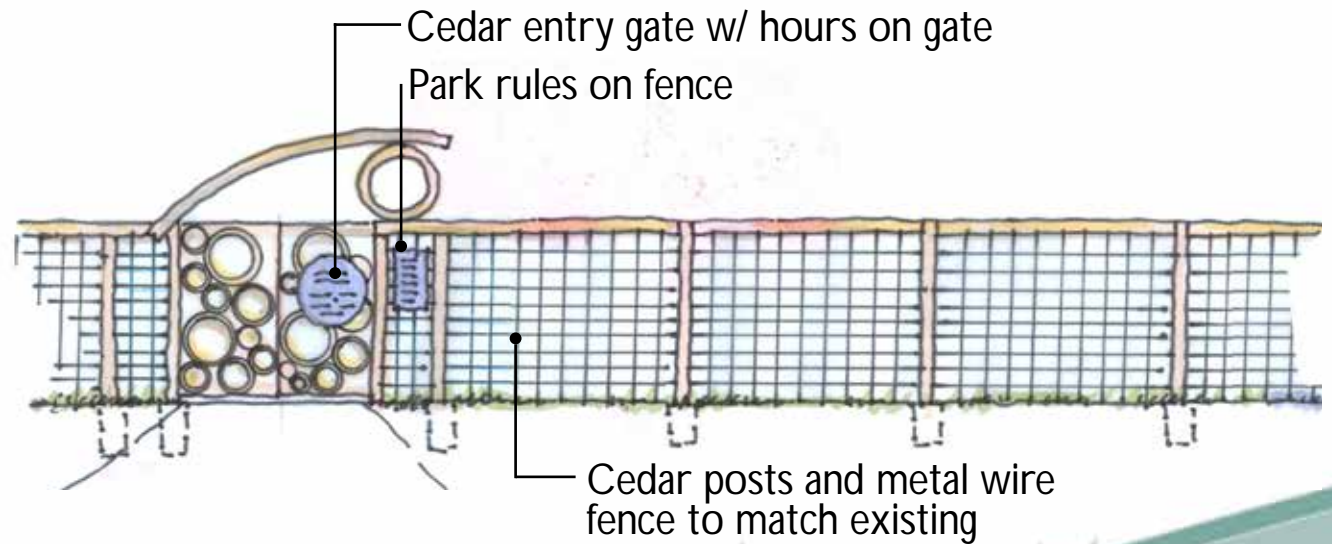 Cedar entry gate w/ hours on gate
Park rules on fence
Cedar posts and metal wire
fence to match existing